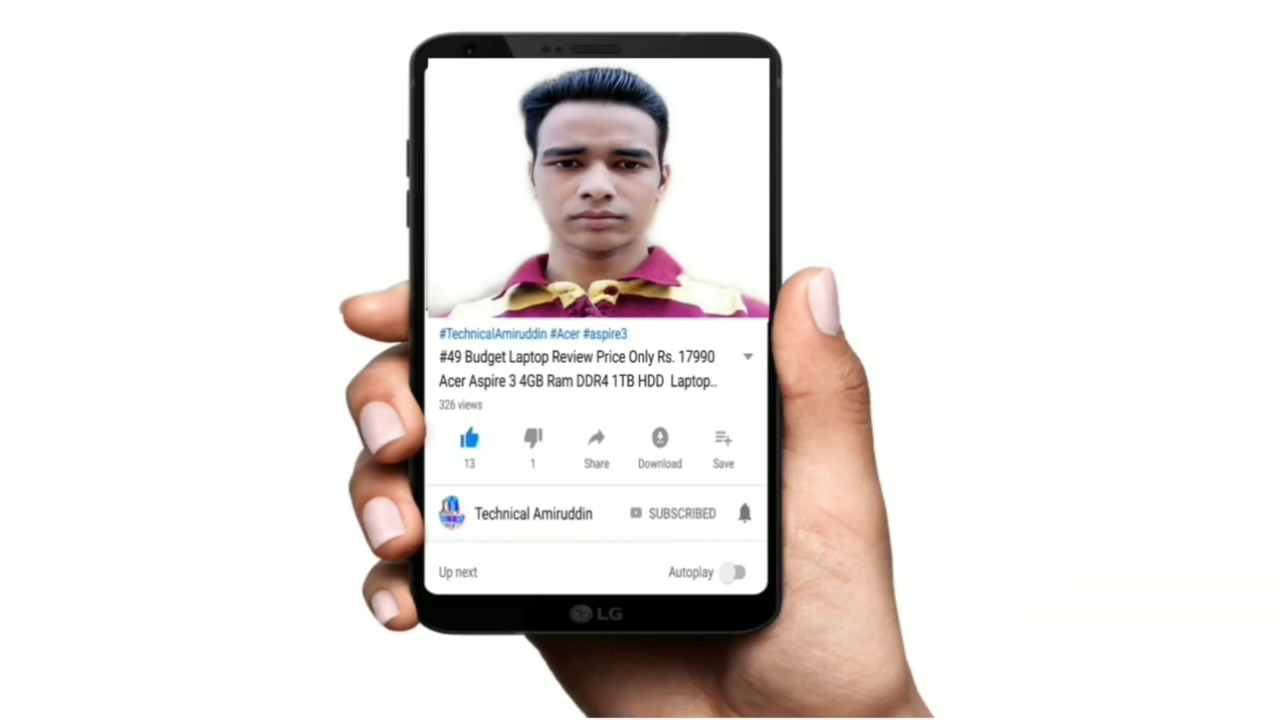 #TechnicalAmiruddin #Acer #aspire3
#49 Budget Laptop Review Price Only Rs. 17990
Acer Aspire 3 4GB Ram DDR4 1TB HDD Laptop..
326 views
13 1 Share Download Save
Technical Amiruddin SUBSCRIBED
Up next Autoplay
LG